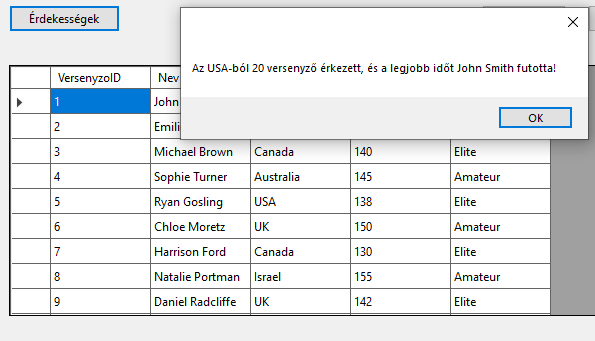 Érdekességek
Az USA-ból 20 versenyző érkezett, és a legjobb időt John Smith futotta!
OK
VersenyzoID Nev
1 John
2 Emili
3 Michael Brown Canada 140 Elite
4 Sophie Turner Australia 145 Amateur
5 Ryan Gosling USA 138 Elite
6 Chloe Moretz UK 150 Amateur
7 Harrison Ford Canada 130 Elite
8 Natalie Portman Israel 155 Amateur
9 Daniel Radcliffe UK 142 Elite